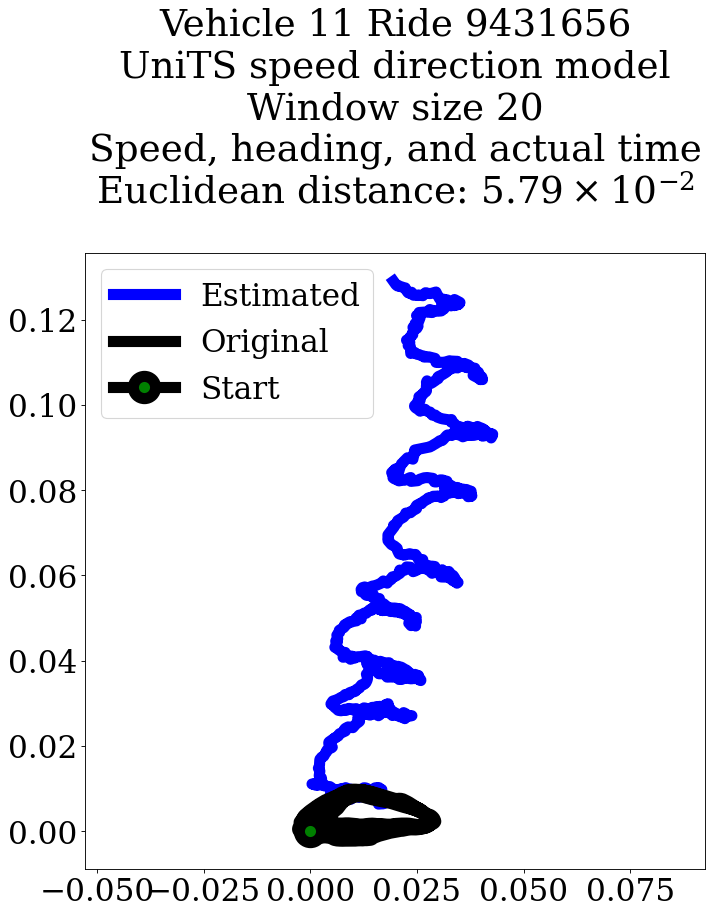 Vehicle 11 Ride 9431656
UniTS speed direction model
Window size 20
Speed, heading, and actual time
Euclidean distance: 5.79 × 10⁻²
Estimated
Original
Start
0.12
0.10
0.08
0.06
0.04
0.02
0.00
−0.050
−0.025
0.000
0.025
0.050
0.075